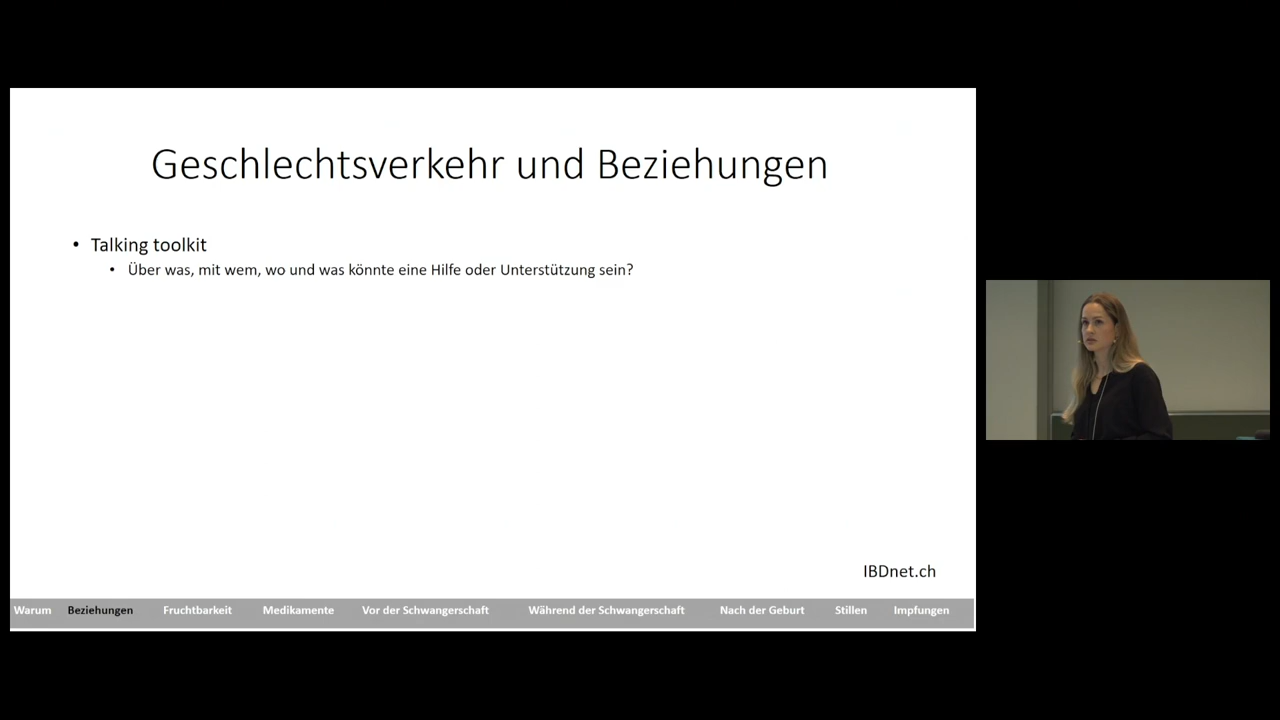 Geschlechtsverkehr und Beziehungen
• Talking toolkit
• Über was, mit wem, wo und was könnte eine Hilfe oder Unterstützung sein?
IBDnet.ch
Warum Beziehungen Fruchtbarkeit Medikamente Vor der Schwangerschaft Während der Schwangerschaft Nach der Geburt Stillen Impfungen